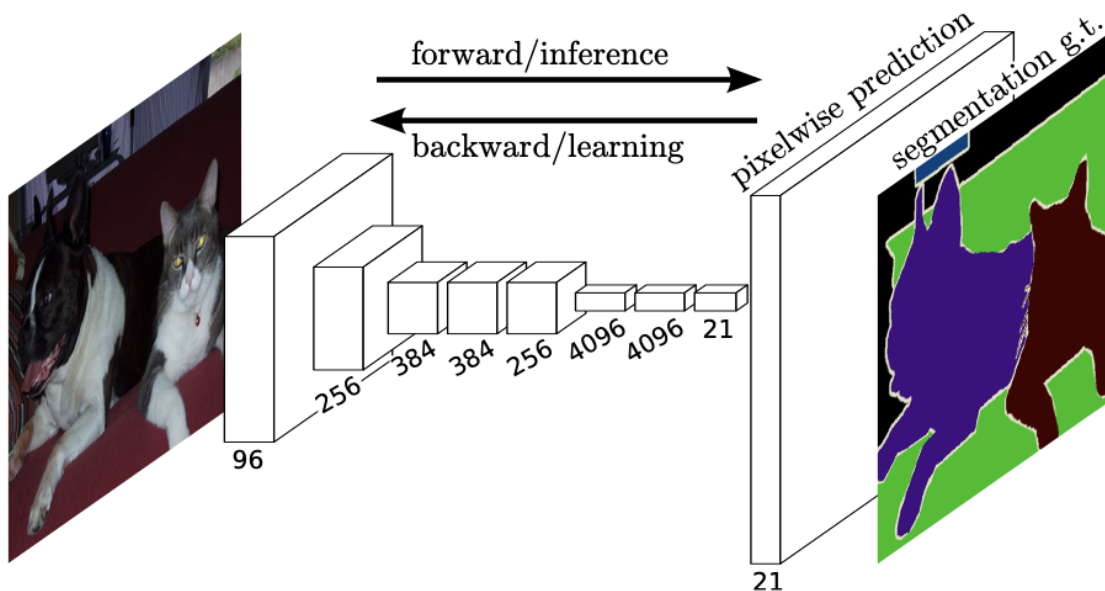 forward/inference
backward/learning
pixelwise prediction
segmentation g.t.
96
256
384
384
256
4096
4096
21
21